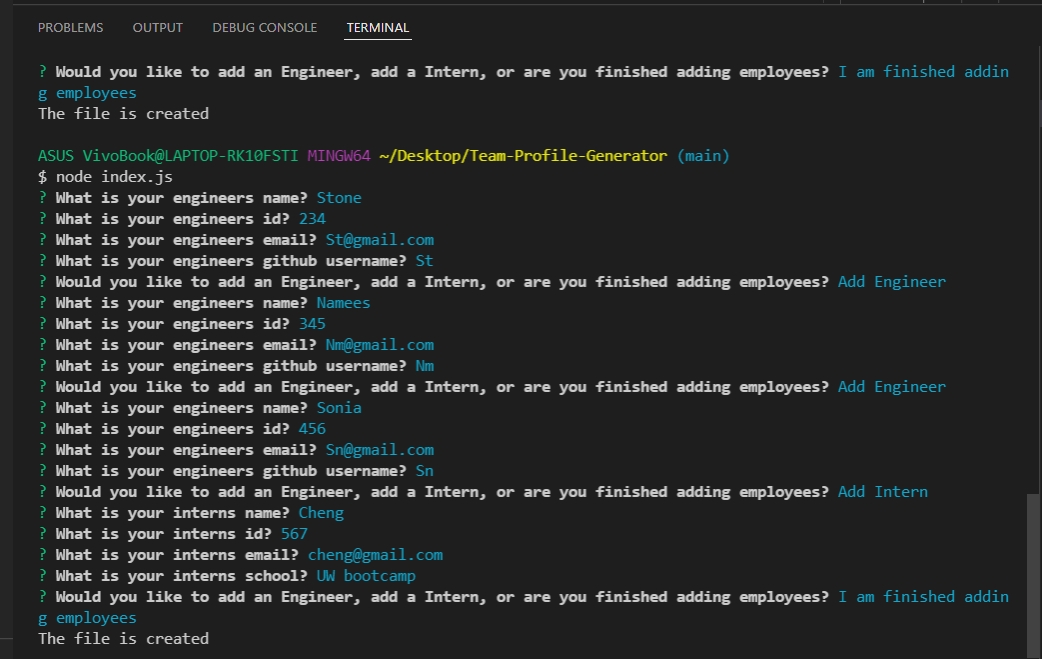 PROBLEMS OUTPUT DEBUG CONSOLE TERMINAL
? Would you like to add an Engineer, add a Intern, or are you finished adding employees? I am finished addin
g employees
The file is created
ASUS VivoBook@LAPTOP-RK10FSTI MINGW64 ~/Desktop/Team-Profile-Generator (main)
$ node index.js
? What is your engineers name? Stone
? What is your engineers id? 234
? What is your engineers email? St@gmail.com
? What is your engineers github username? St
? Would you like to add an Engineer, add a Intern, or are you finished adding employees? Add Engineer
? What is your engineers name? Namees
? What is your engineers id? 345
? What is your engineers email? Nm@gmail.com
? What is your engineers github username? Nm
? Would you like to add an Engineer, add a Intern, or are you finished adding employees? Add Engineer
? What is your engineers name? Sonia
? What is your engineers id? 456
? What is your engineers email? Sn@gmail.com
? What is your engineers github username? Sn
? Would you like to add an Engineer, add a Intern, or are you finished adding employees? Add Intern
? What is your interns name? Cheng
? What is your interns id? 567
? What is your interns email? cheng@gmail.com
? What is your interns school? UW bootcamp
? Would you like to add an Engineer, add a Intern, or are you finished adding employees? I am finished addin
g employees
The file is created